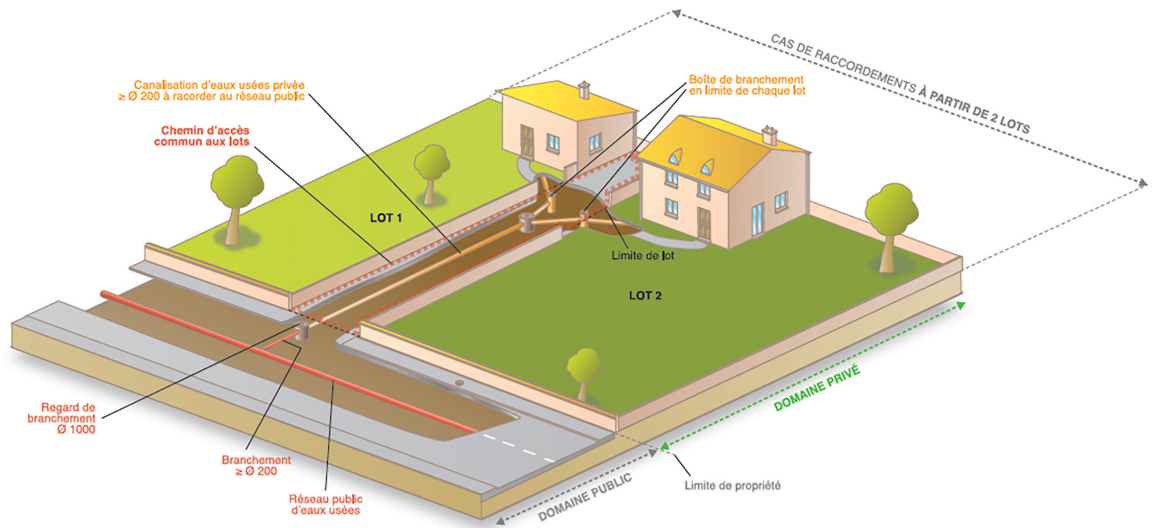 CAS DE RACCORDEMENTS À PARTIR DE 2 LOTS
Canalisation d'eaux usées privée
≥ Ø 200 à racorder au réseau public
Boîte de branchement
en limite de chaque lot
Chemin d'accès
commun aux lots
LOT 1
Limite de lot
LOT 2
DOMAINE PRIVÉ
Regard de
branchement
Ø 1000
Branchement
≥ Ø 200
Réseau public
d'eaux usées
DOMAINE PUBLIC
Limite de propriété